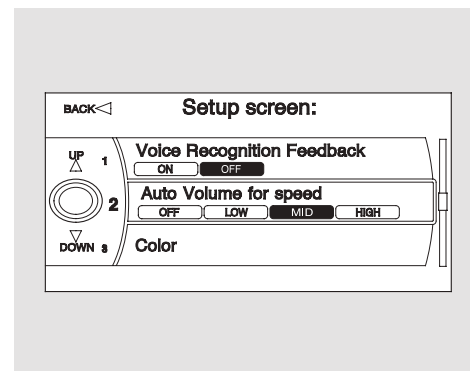 BACK Setup screen:
UP 1 Voice Recognition Feedback
ON OFF
2 Auto Volume for speed
OFF LOW MID HIGH
DOWN 3 Color